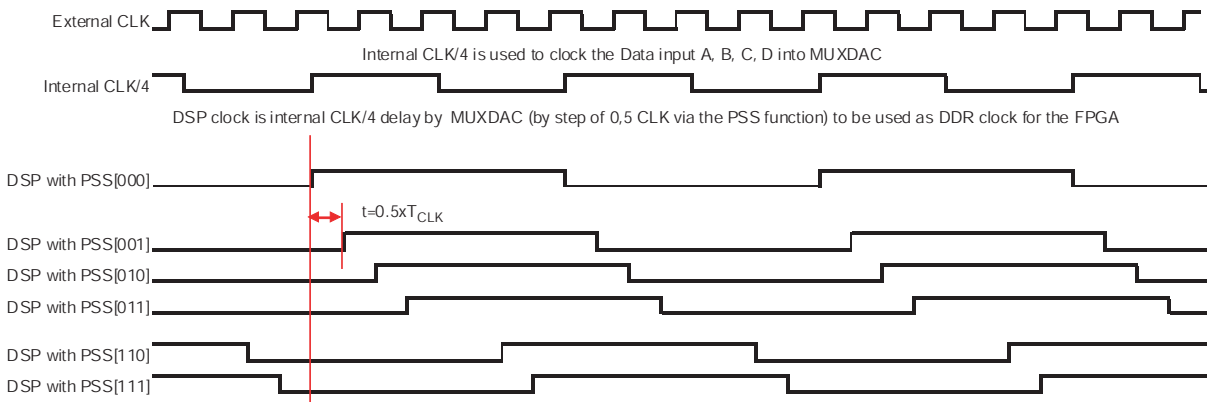 External CLK
Internal CLK/4 is used to clock the Data input A, B, C, D into MUXDAC
Internal CLK/4
DSP clock is internal CLK/4 delay by MUXDAC (by step of 0,5 CLK via the PSS function) to be used as DDR clock for the FPGA
DSP with PSS[000]
t=0.5xTCLK
DSP with PSS[001]
DSP with PSS[010]
DSP with PSS[011]
DSP with PSS[110]
DSP with PSS[111]